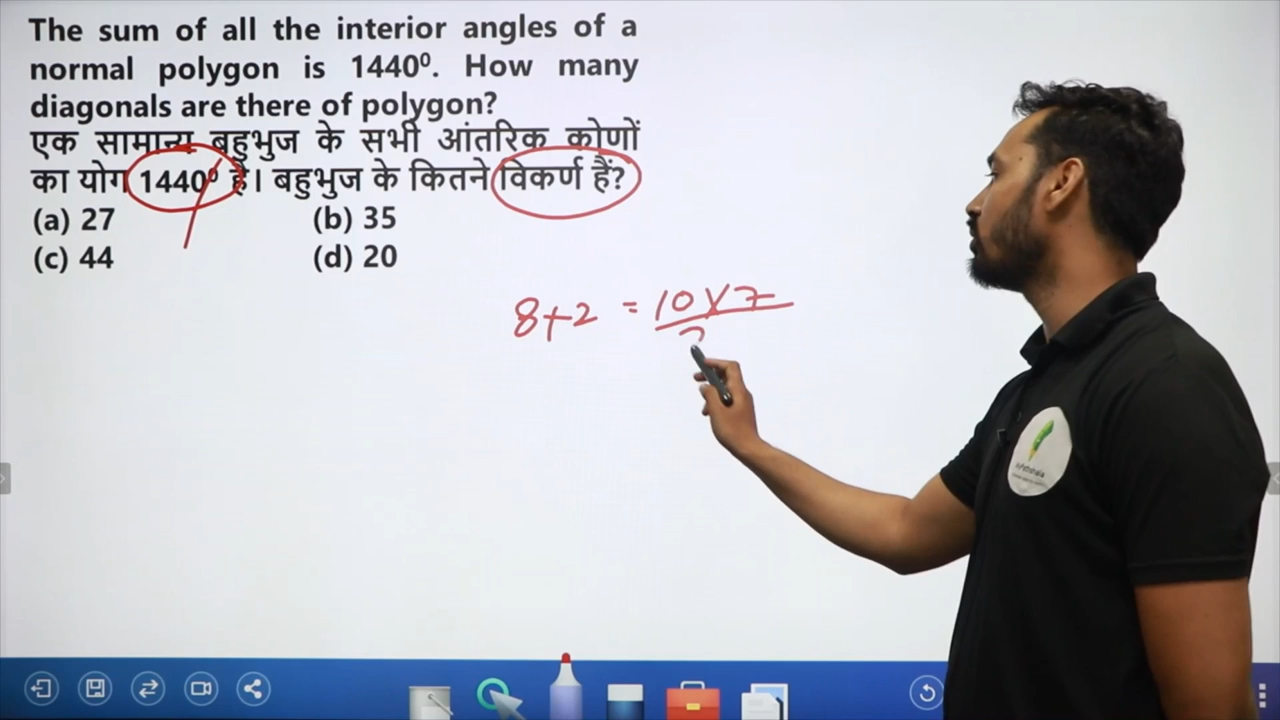 The sum of all the interior angles of a
normal polygon is 1440⁰. How many
diagonals are there of polygon?
एक सामान्य बहुभुज के सभी आंतरिक कोणों
का योग 1440⁰ है। बहुभुज के कितने विकर्ण हैं?
(a) 27 (b) 35
(c) 44 (d) 20
8+2 = 10×7
2